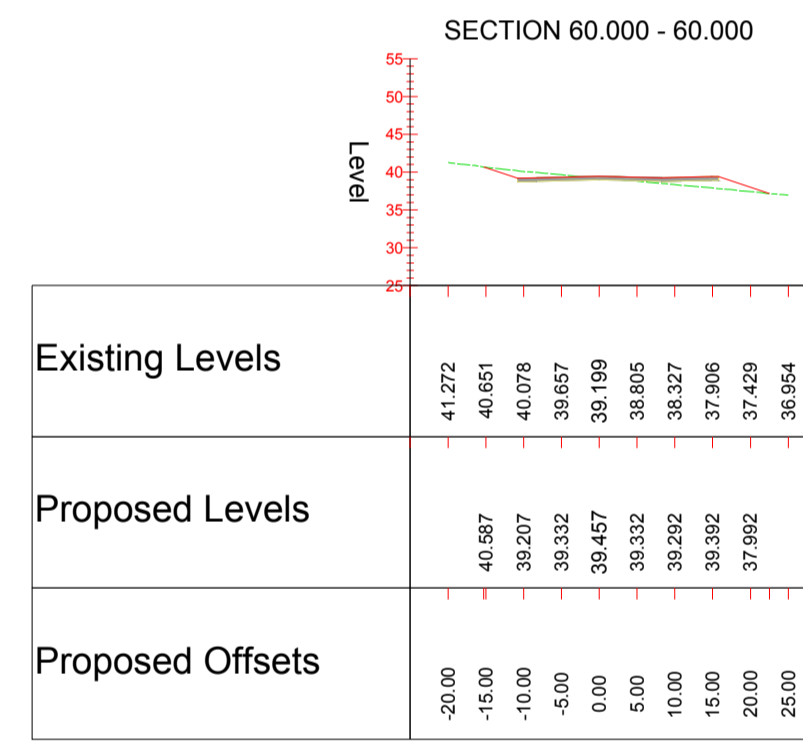 SECTION 60.000 - 60.000
55
50
45
40
35
30
25
Level
Existing Levels
41.272 40.651 40.078 39.657 39.199 38.805 38.327 37.906 37.429 36.954
Proposed Levels
40.587 39.207 39.332 39.457 39.332 39.292 39.392 37.992
Proposed Offsets
-20.00 -15.00 -10.00 -5.00 0.00 5.00 10.00 15.00 20.00 25.00